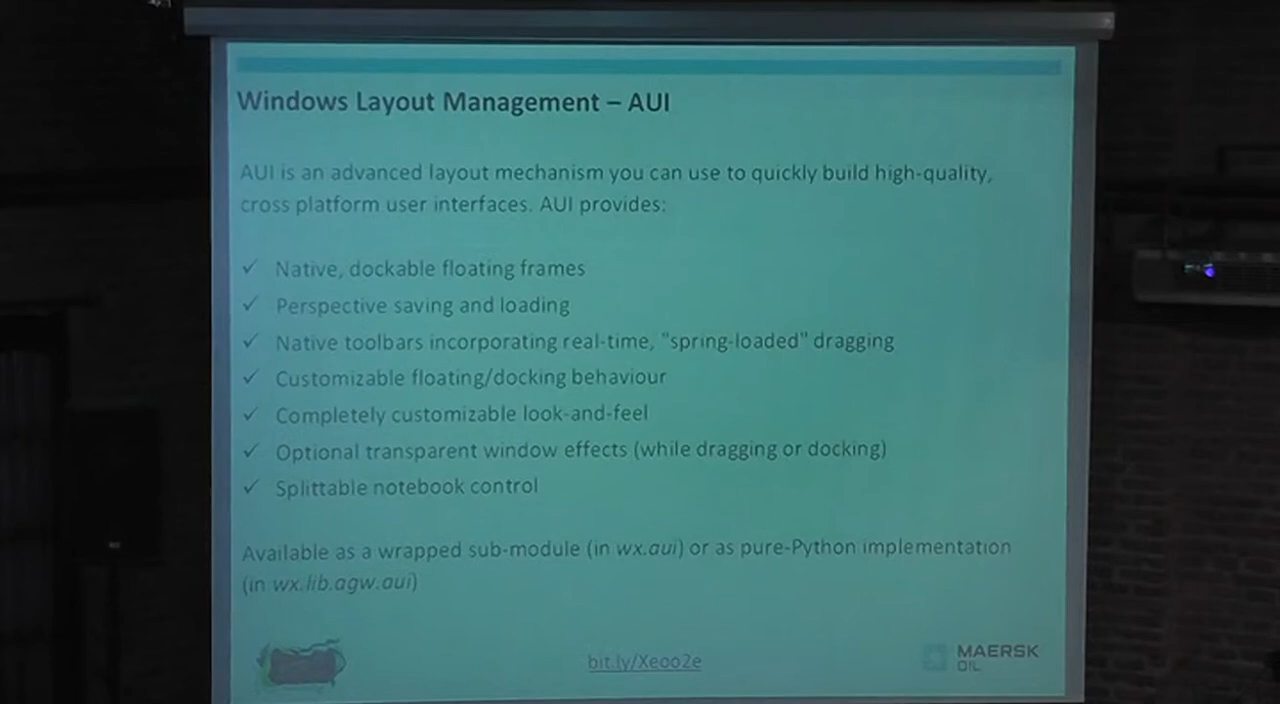 Windows Layout Management – AUI
AUI is an advanced layout mechanism you can use to quickly build high-quality,
cross platform user interfaces. AUI provides:
✓ Native, dockable floating frames
✓ Perspective saving and loading
✓ Native toolbars incorporating real-time, "spring-loaded" dragging
✓ Customizable floating/docking behaviour
✓ Completely customizable look-and-feel
✓ Optional transparent window effects (while dragging or docking)
✓ Splittable notebook control
Available as a wrapped sub-module (in wx.aui) or as pure-Python implementation
(in wx.lib.agw.aui)
bit.ly/Xeoo2e
MAERSK
OIL